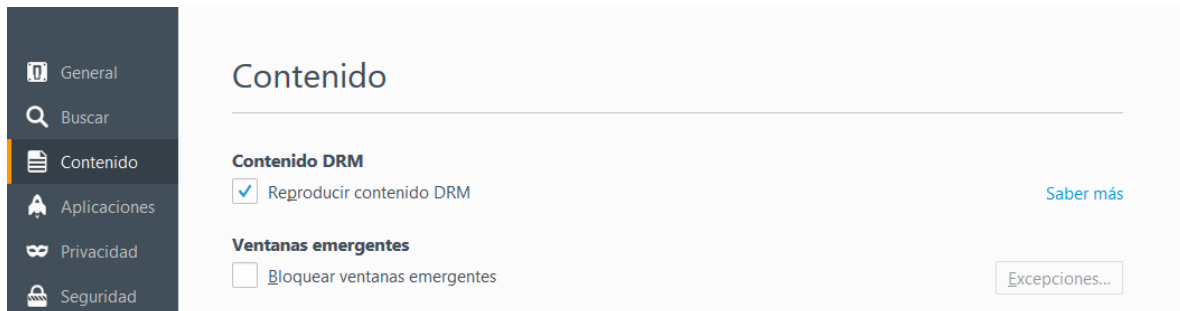 General
Buscar
Contenido
Aplicaciones
Privacidad
Seguridad
Contenido
Contenido DRM
Reproducir contenido DRM
Saber más
Ventanas emergentes
Bloquear ventanas emergentes
Excepciones...